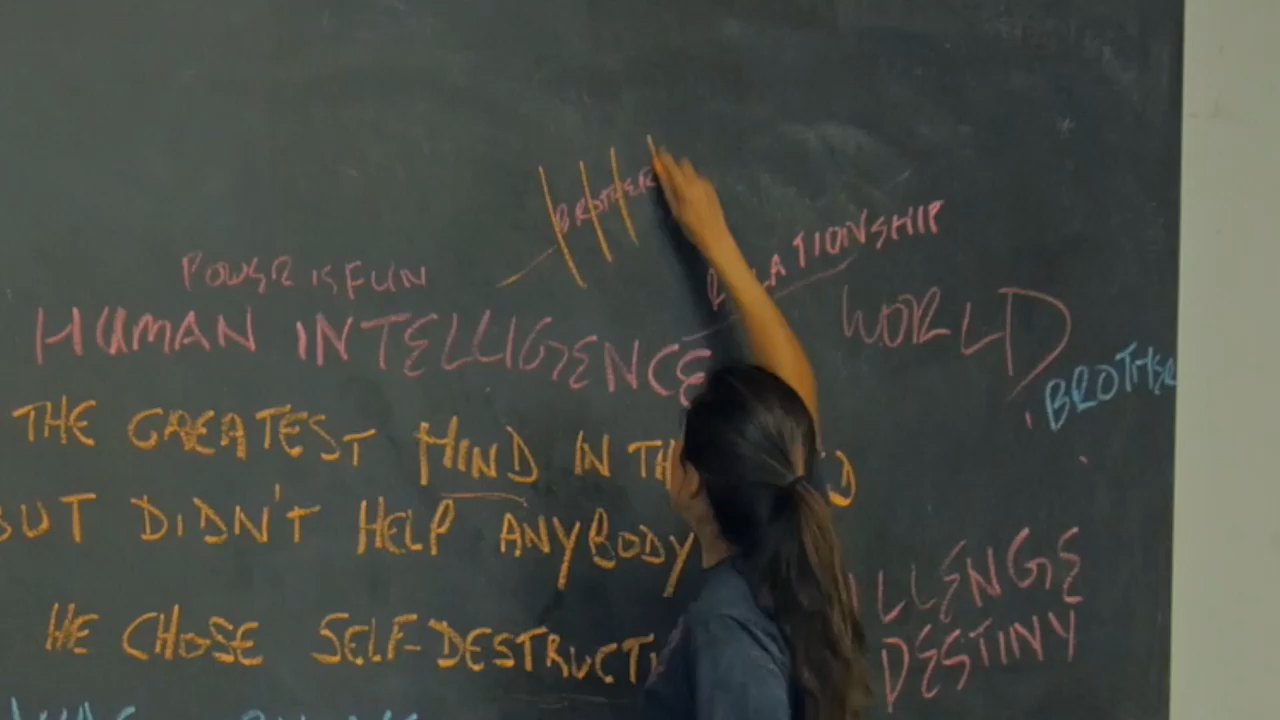 BROTHER
RELATIONSHIP
POWER IS FUN
HUMAN INTELLIGENCE
WORLD
BROTHER
THE GREATEST MIND IN TH
BUT DIDN'T HELP ANYBODY
LLENGE
DESTINY
HE CHOSE SELF-DESTRUCTI